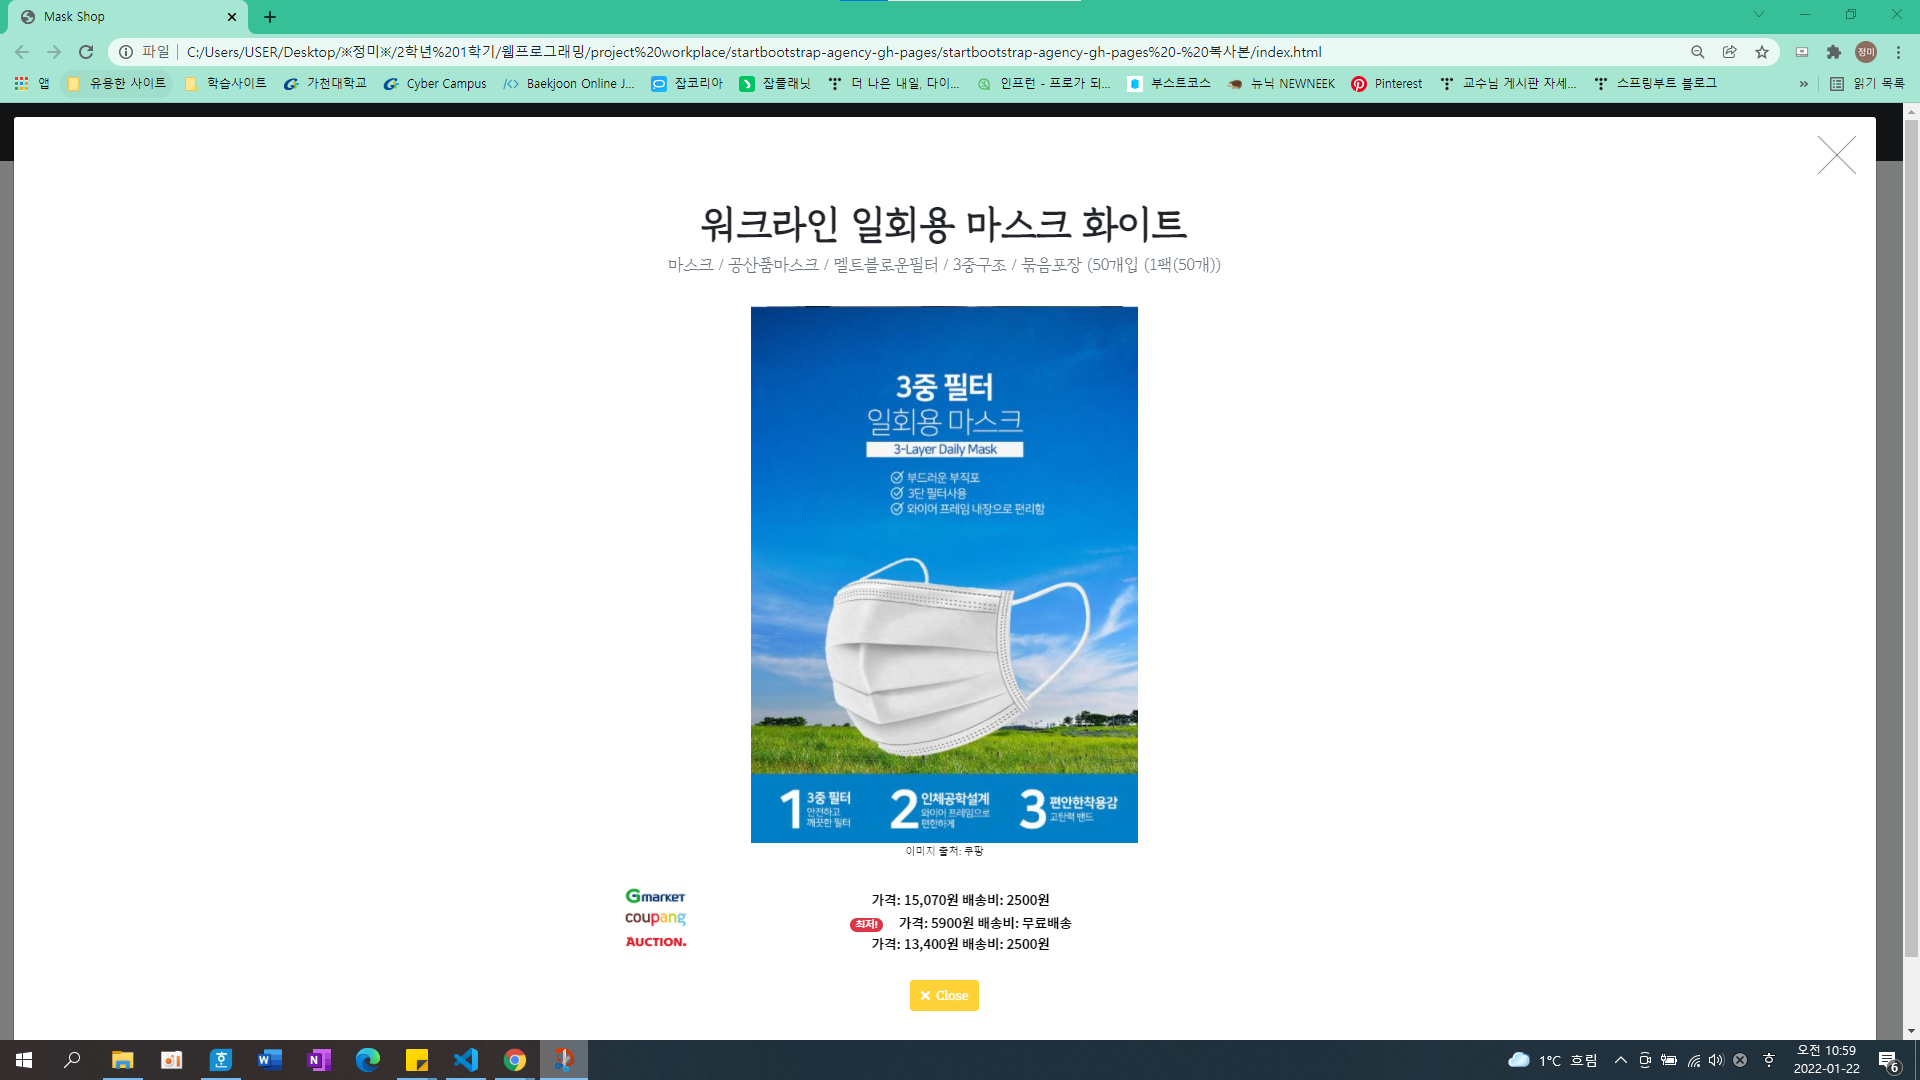 Mask Shop
파일 C:/Users/USER/Desktop/※정미※/2학년%201학기/웹프로그래밍/project%20workplace/startbootstrap-agency-gh-pages/startbootstrap-agency-gh-pages%20-%20복사본/index.html 정미
앱 유용한 사이트 학습사이트 가천대학교 Cyber Campus Baekjoon Online J... 잡코리아 잡플래닛 더 나은 내일, 다이... 인프런 - 프로가 되... 부스트코스 뉴닉 NEWNEEK Pinterest 교수님 게시판 자세... 스프링부트 블로그 » 읽기 목록
워크라인 일회용 마스크 화이트
마스크 / 공산품마스크 / 멜트블로운필터 / 3중구조 / 묶음포장 (50개입 (1팩(50개))
3중 필터
일회용 마스크
3-Layer Daily Mask
부드러운 부직포
3단 필터사용
와이어 프레임 내장으로 편리함
1 3중 필터
안전하고
깨끗한 필터
2 인체공학설계
와이어 프레임으로
편한하게
3 편안한착용감
고탄력 밴드
이미지 출처: 쿠팡
Gmarket 가격: 15,070원 배송비: 2500원
coupang 최저! 가격: 5900원 배송비: 무료배송
AUCTION. 가격: 13,400원 배송비: 2500원
Close
1°C 흐림 오전 10:59
2022-01-22 6